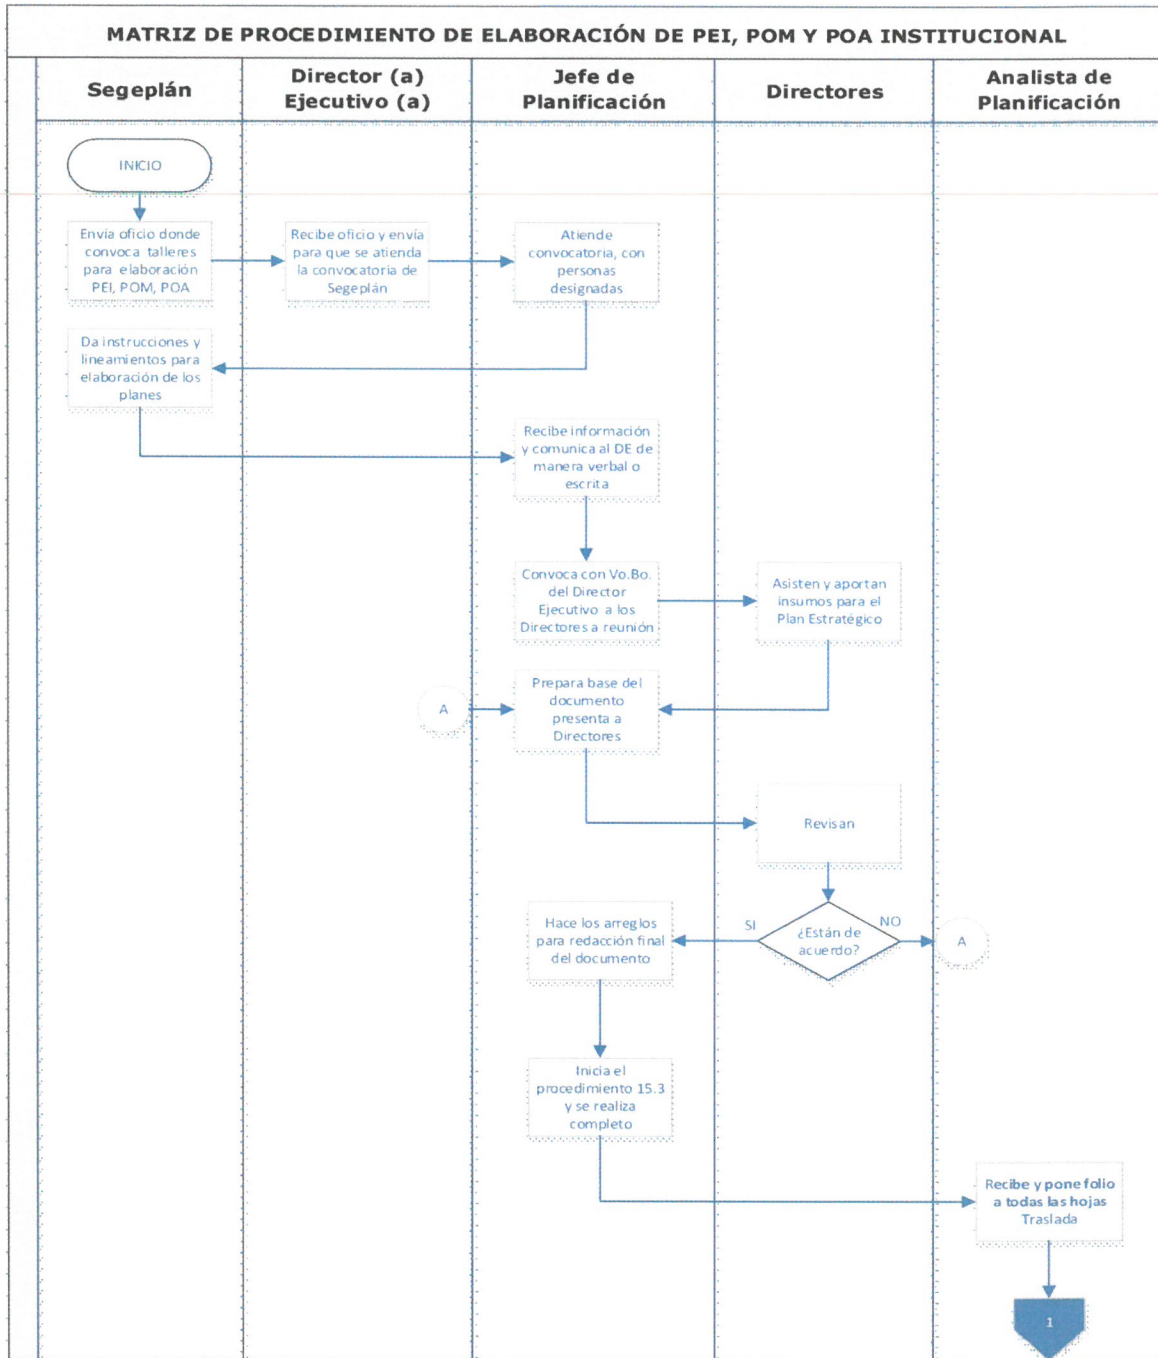 MATRIZ DE PROCEDIMIENTO DE ELABORACIÓN DE PEI, POM Y POA INSTITUCIONAL
Segeplán
Director (a)
Ejecutivo (a)
Jefe de
Planificación
Directores
Analista de
Planificación
INICIO
Envía oficio donde
convoca talleres
para elaboración
PEI, POM, POA
Recibe oficio y envía
para que se atienda
la convocatoria de
Segeplán
Atiende
convocatoria, con
personas
designadas
Da instrucciones y
lineamientos para
elaboración de los
planes
Recibe información
y comunica al DE de
manera verbal o
escrita
Convoca con Vo.Bo.
del Director
Ejecutivo a los
Directores a reunión
Asisten y aportan
insumos para el
Plan Estratégico
A
Prepara base del
documento
presenta a
Directores
Revisan
¿Están de
acuerdo?
SI
NO
A
Hace los arreglos
para redacción final
del documento
Inicia el
procedimiento 15.3
y se realiza
completo
Recibe y pone folio
a todas las hojas
Traslada
1